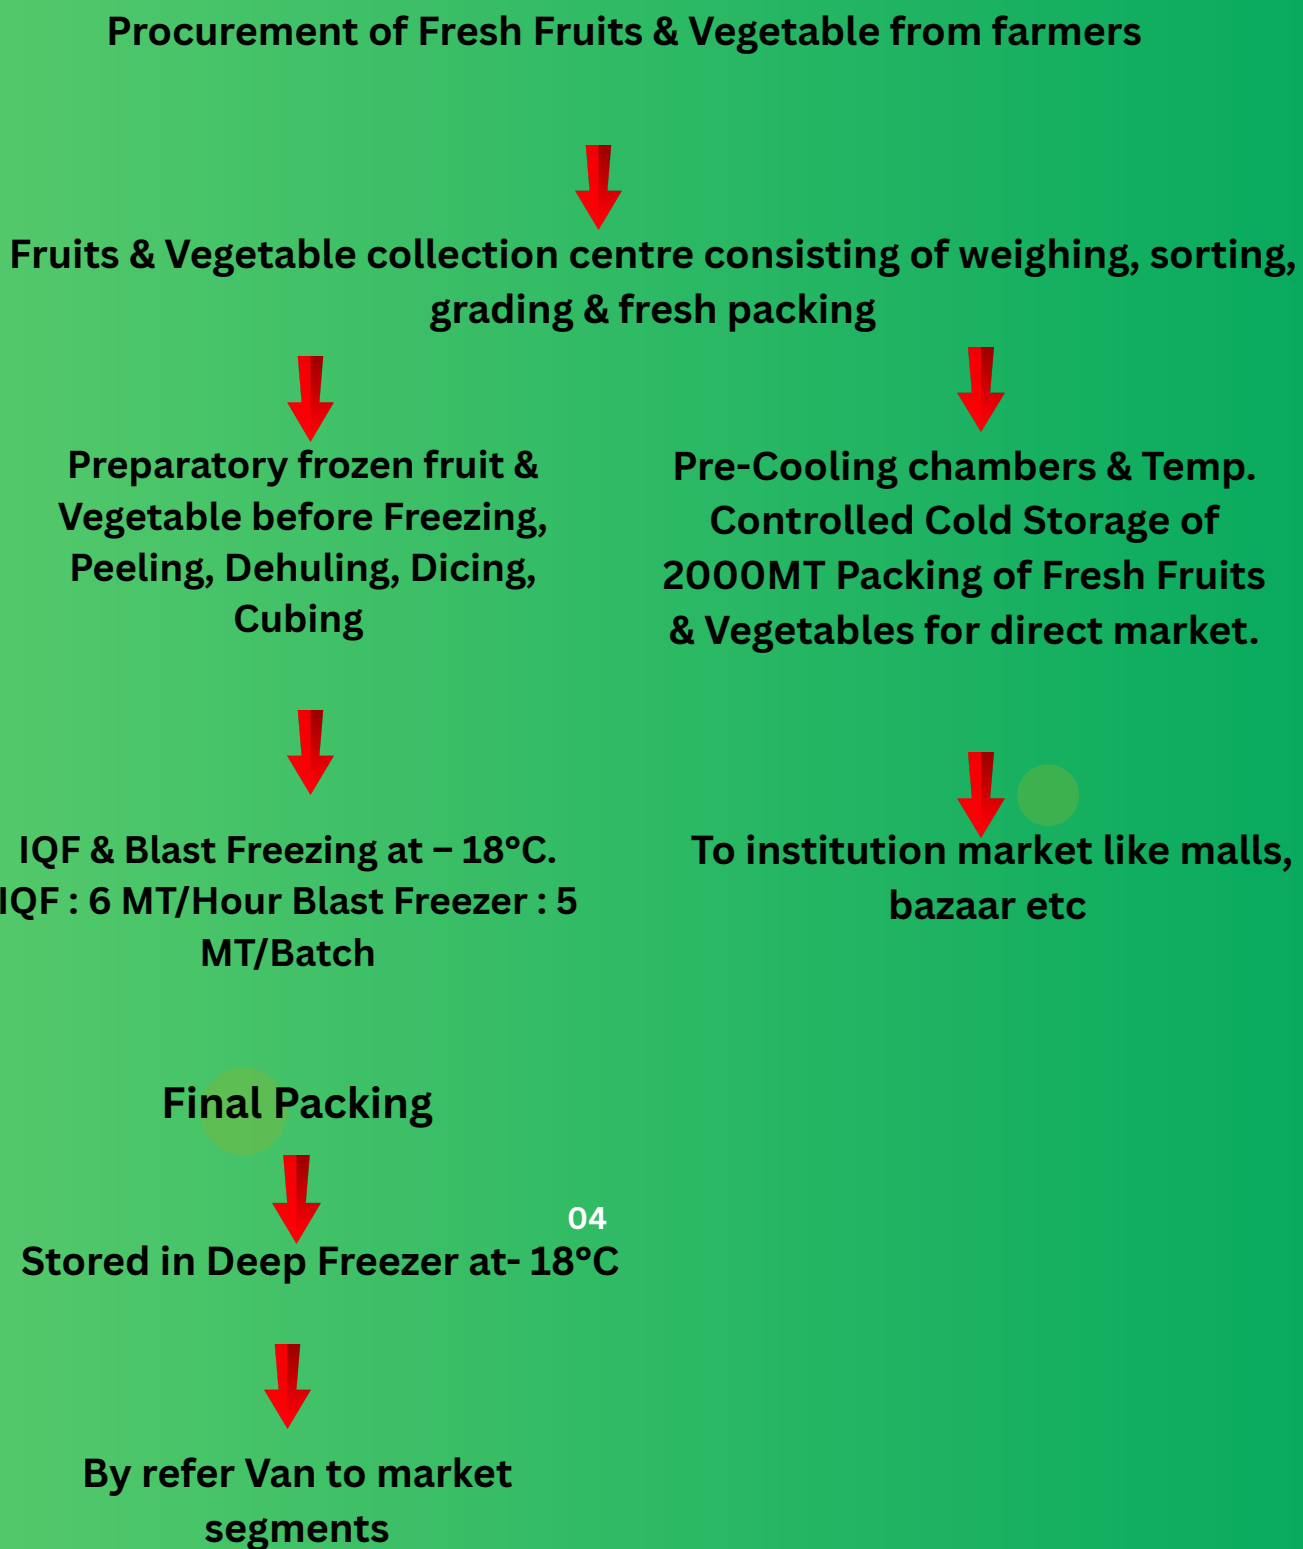 Procurement of Fresh Fruits & Vegetable from farmers
Fruits & Vegetable collection centre consisting of weighing, sorting,
grading & fresh packing
Preparatory frozen fruit &
Vegetable before Freezing,
Peeling, Dehuling, Dicing,
Cubing
Pre-Cooling chambers & Temp.
Controlled Cold Storage of
2000MT Packing of Fresh Fruits
& Vegetables for direct market.
IQF & Blast Freezing at – 18°C.
IQF : 6 MT/Hour Blast Freezer : 5
MT/Batch
To institution market like malls,
bazaar etc
Final Packing
04
Stored in Deep Freezer at- 18°C
By refer Van to market
segments